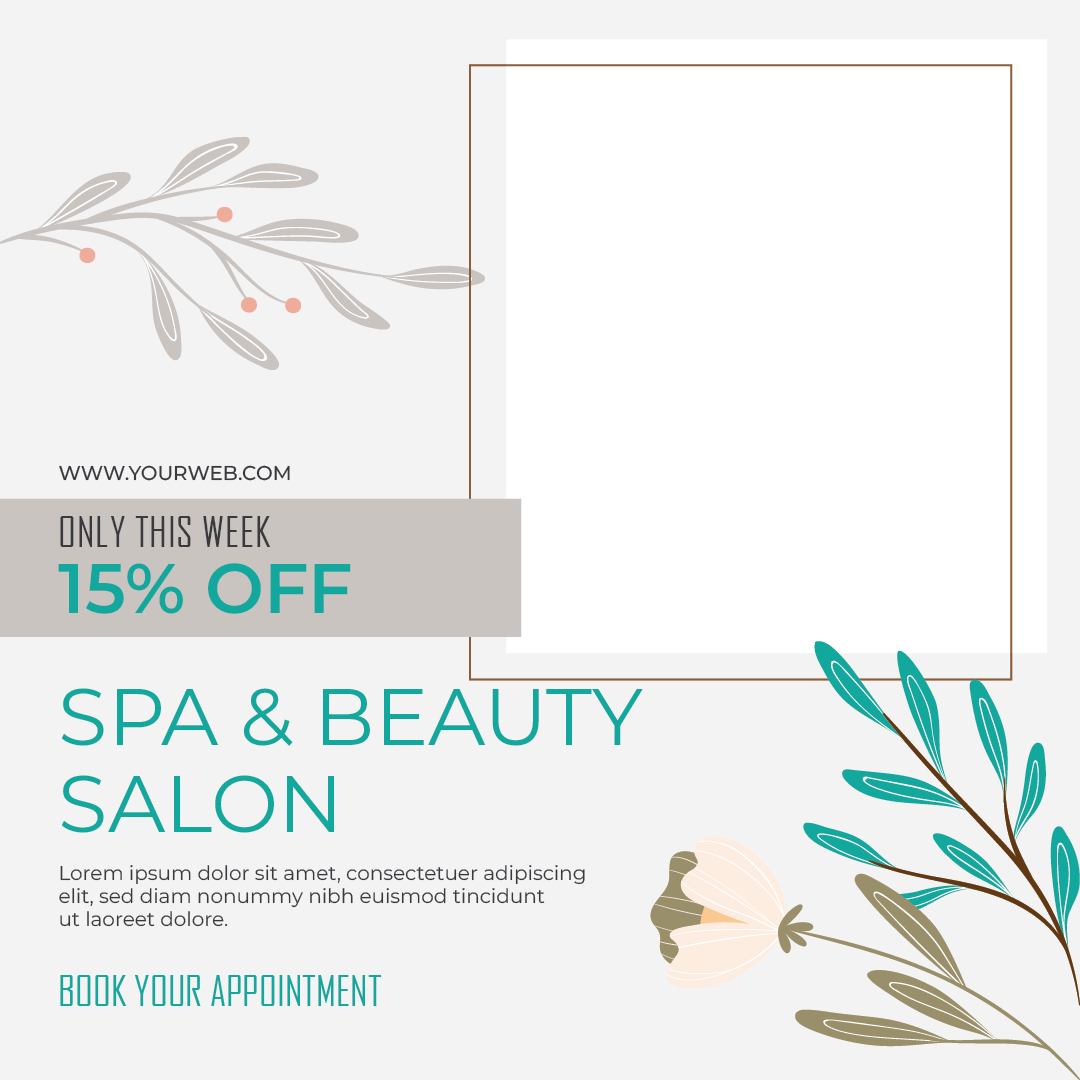 WWW.YOURWEB.COM
ONLY THIS WEEK
15% OFF
SPA & BEAUTY
SALON
Lorem ipsum dolor sit amet, consectetuer adipiscing
elit, sed diam nonummy nibh euismod tincidunt
ut laoreet dolore.
BOOK YOUR APPOINTMENT